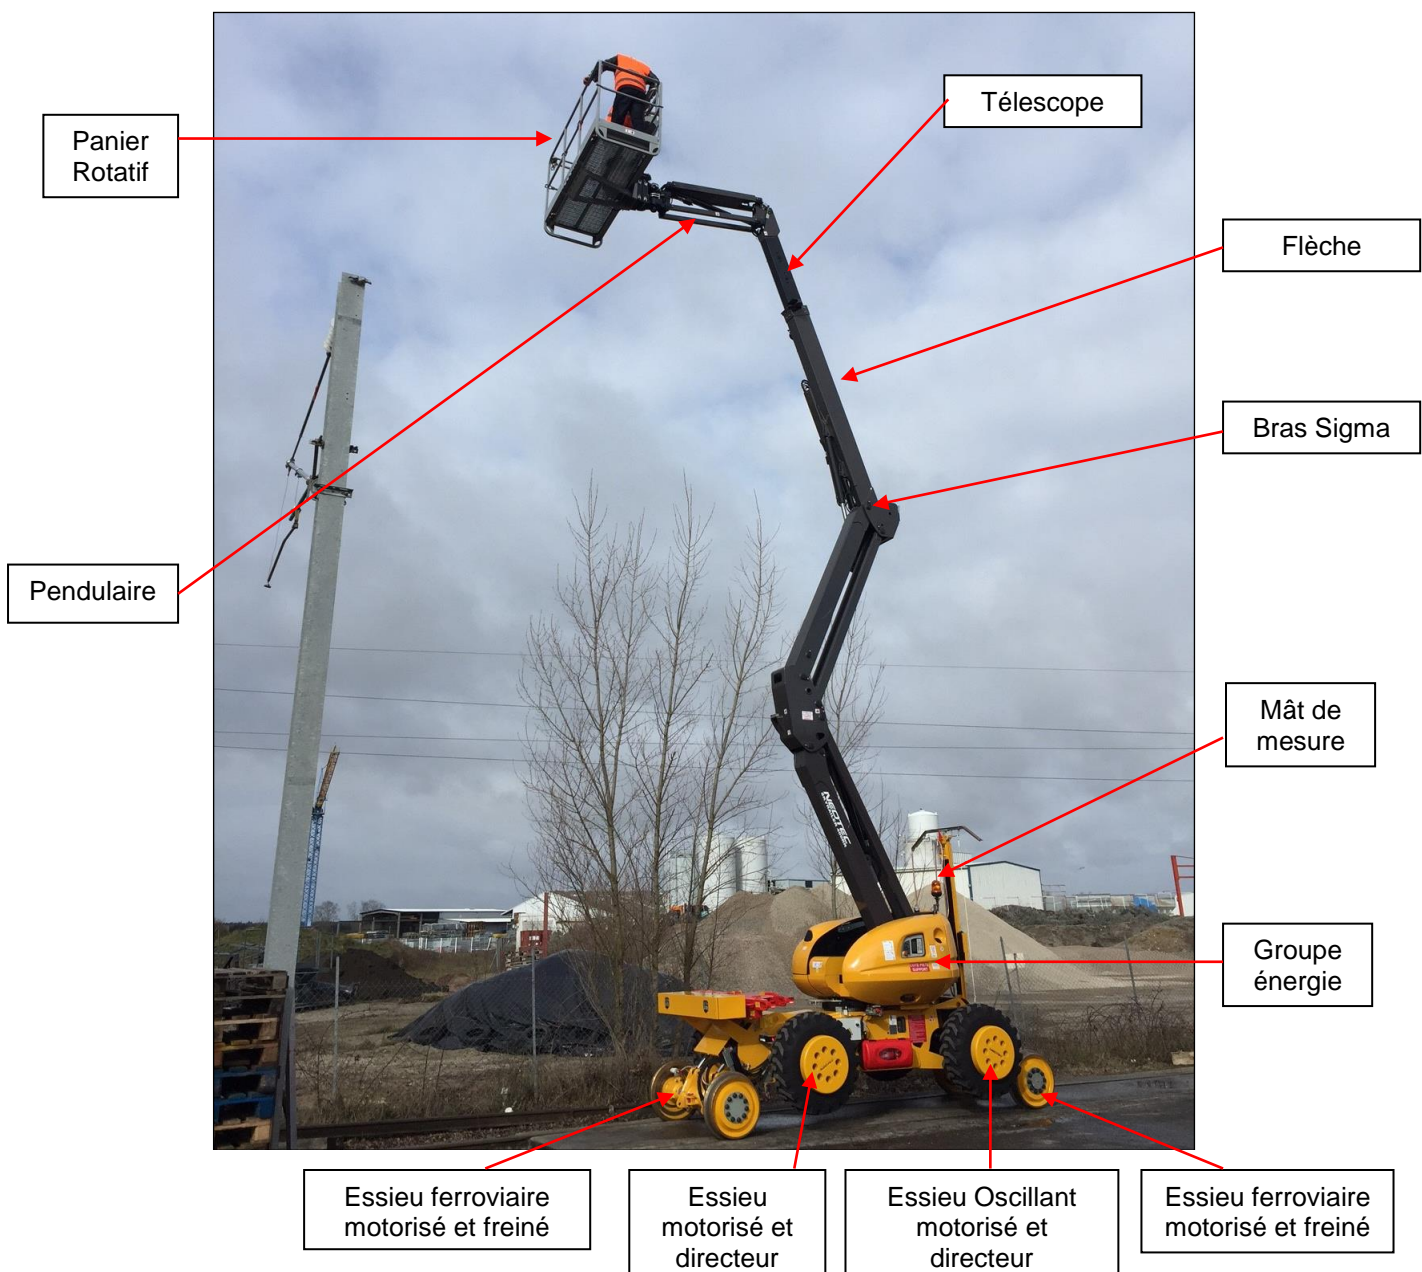 Télescope
Panier
Rotatif
Flèche
Bras Sigma
Pendulaire
Mât de
mesure
NEOTEC
Groupe
énergie
Essieu ferroviaire
motorisé et freiné
Essieu
motorisé et
directeur
Essieu Oscillant
motorisé et
directeur
Essieu ferroviaire
motorisé et freiné